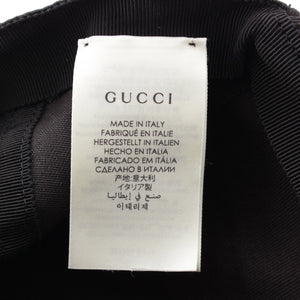 GUCCI
MADE IN ITALY
FABRIQUÉ EN ITALIE
HERGESTELLT IN ITALIEN
HECHO EN ITALIA
FABRICADO EM ITÁLIA
СДЕЛАНО В ИТАЛИИ
产地:意大利
イタリア製
صنع في إيطاليا
이태리제